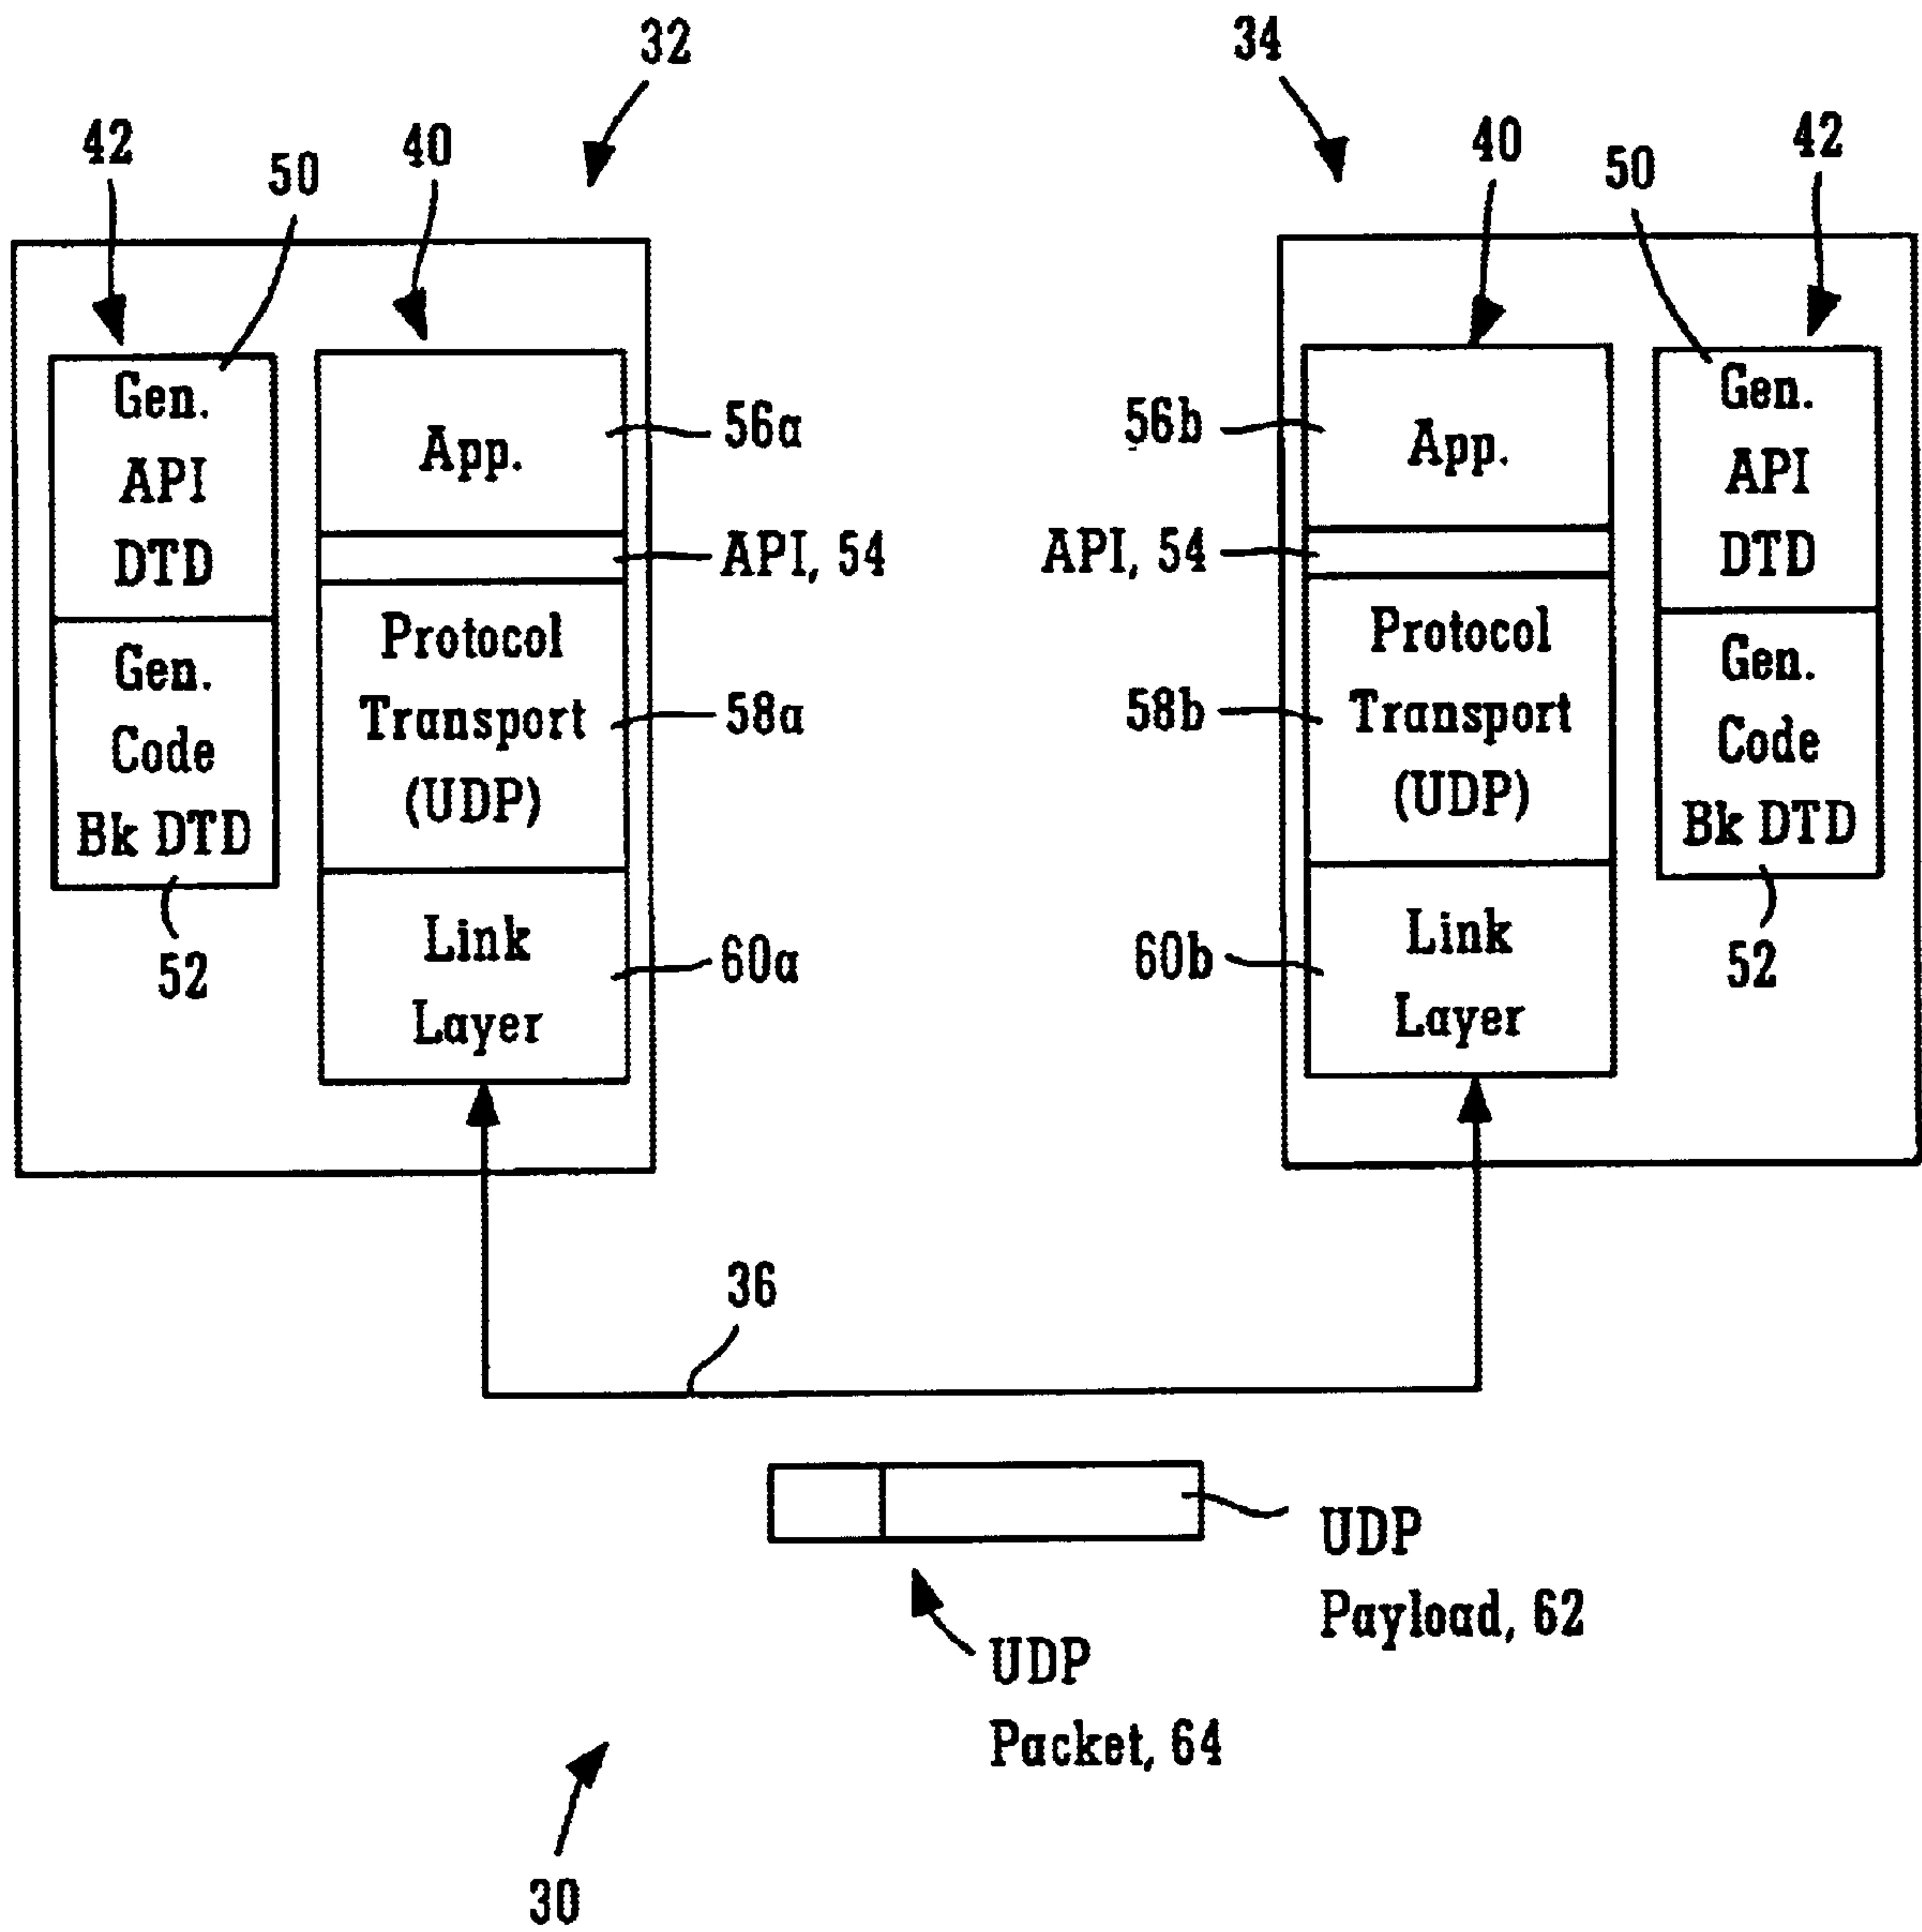 32
34
42
50
40
40
50
42
Gen.
API
DTD
Gen.
Code
Bk DTD
52
App.
Protocol
Transport
(UDP)
Link
Layer
56a
API, 54
58a
60a
56b
API, 54
58b
60b
App.
Protocol
Transport
(UDP)
Link
Layer
Gen.
API
DTD
Gen.
Code
Bk DTD
52
36
UDP
Payload, 62
UDP
Packet, 64
30